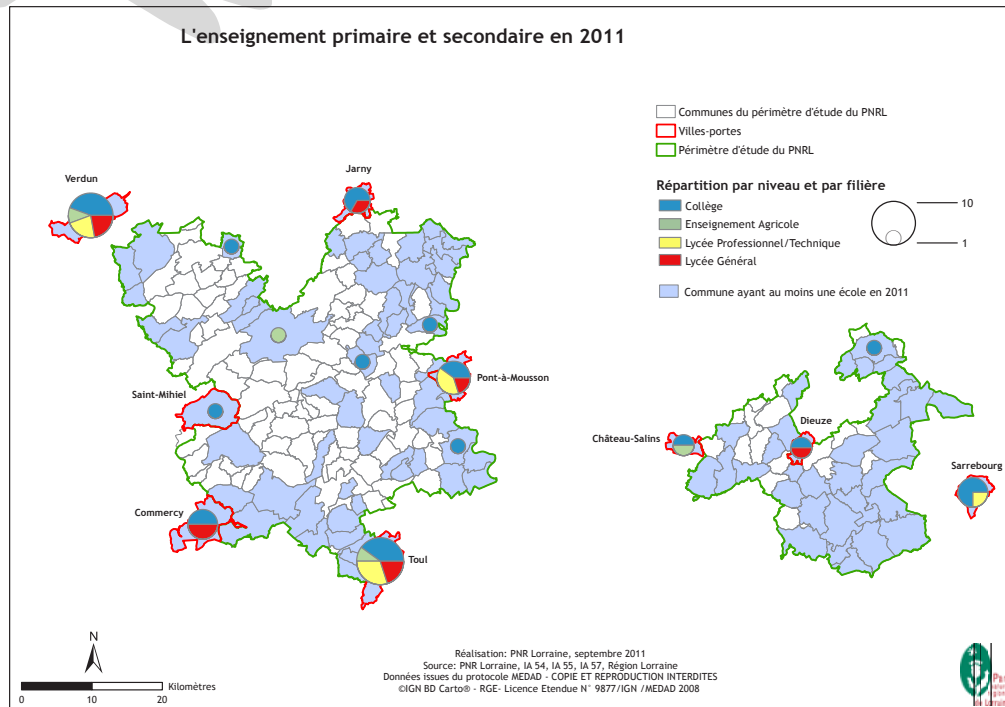 L'enseignement primaire et secondaire en 2011
Communes du périmètre d'étude du PNRL
Villes-portes
Périmètre d'étude du PNRL
Répartition par niveau et par filière
Collège
Enseignement Agricole
Lycée Professionnel/Technique
Lycée Général
10
1
Commune ayant au moins une école en 2011
Verdun
Jarny
Saint-Mihiel
Pont-à-Mousson
Commercy
Toul
Château-Salins
Dieuze
Sarrebourg
N
Kilomètres
0 10 20
Réalisation: PNR Lorraine, septembre 2011
Source: PNR Lorraine, IA 54, IA 55, IA 57, Région Lorraine
Données issues du protocole MEDAD - COPIE ET REPRODUCTION INTERDITES
©IGN BD Carto® - RGE- Licence Etendue N° 9877/IGN /MEDAD 2008
de Lorraine